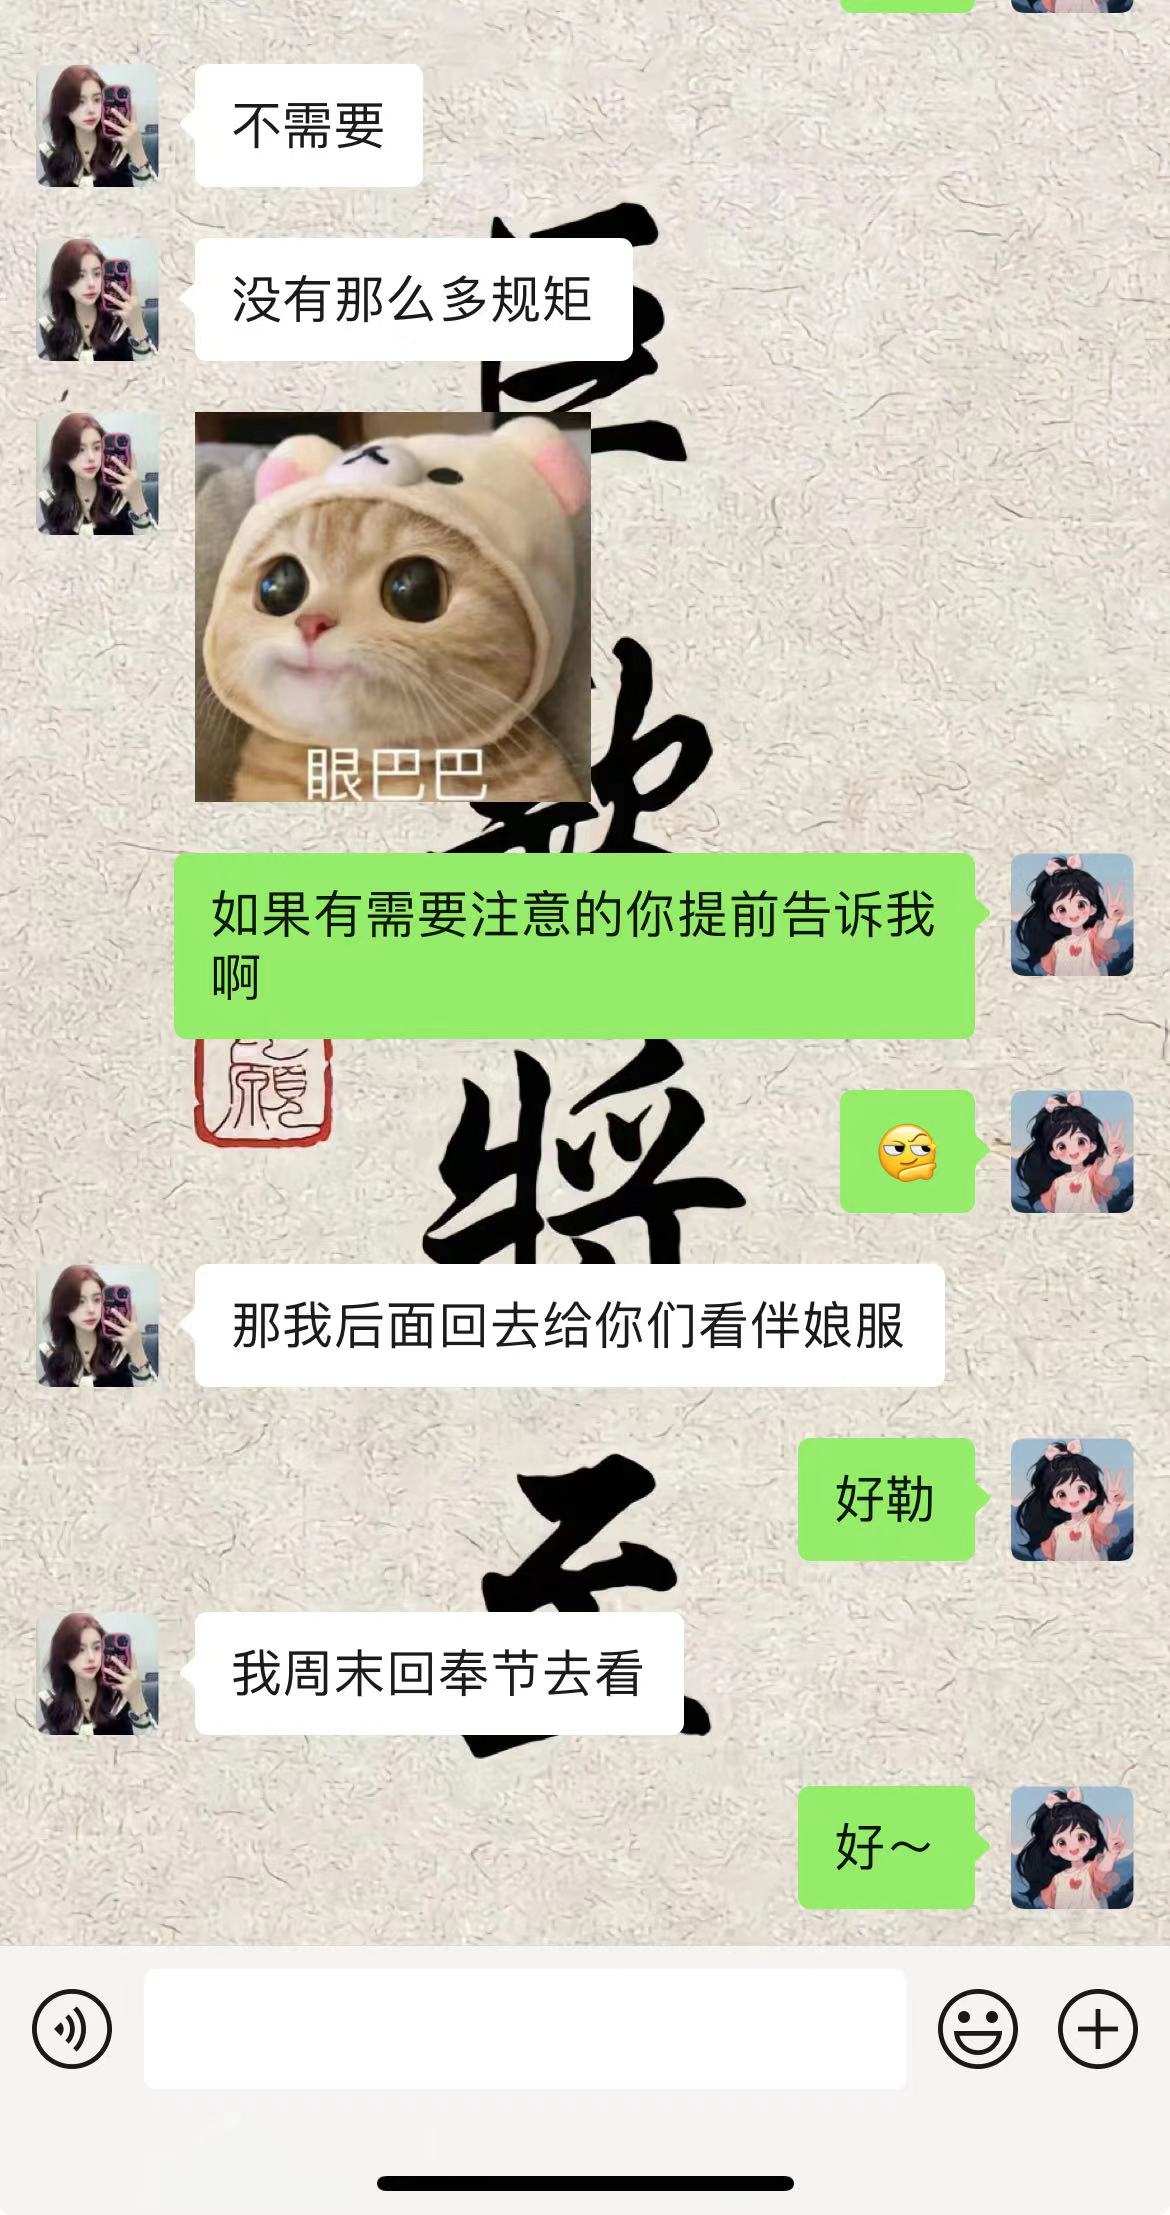 不需要
没有那么多规矩
眼巴巴
如果有需要注意的你提前告诉我
啊
將
那我后面回去给你们看伴娘服
好勒
至
我周末回奉节去看
好～